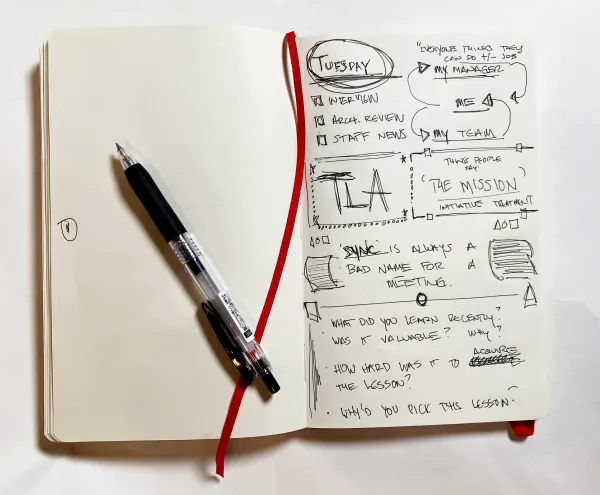 TUESDAY
INTERVIEW
ARCH. REVIEW
STAFF NEWS
"EVERYONE THINKS THEY
CAN DO +/- JOB"
MY MANAGER
ME
MY TEAM
TLA
THINGS PEOPLE
SAY:
"THE MISSION"
INITIATIVE TREATMENT
"SYNC" IS ALWAYS A
BAD NAME FOR A
MEETING.
· WHAT DID YOU LEARN RECENTLY?
WAS IT VALUABLE? WHY?
· HOW HARD WAS IT TO ACQUIRE
THE LESSON?
· WHY'D YOU PICK THIS LESSON?